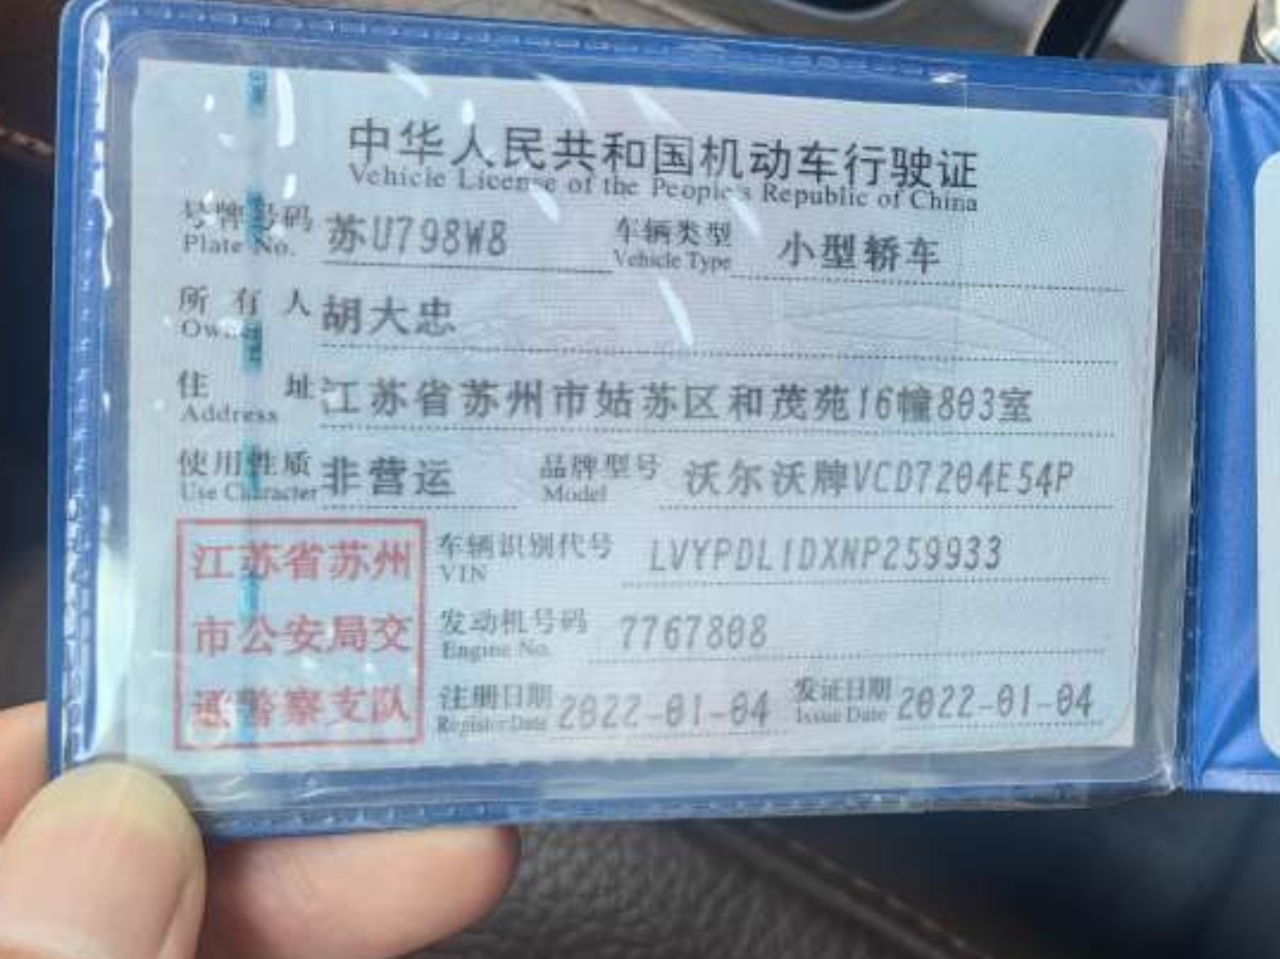 中华人民共和国机动车行驶证
Vehicle License of the People's Republic of China
号牌号码 苏U798W8 车辆类型 小型轿车
Plate No. Vehicle Type
所有人 胡大忠
Owner
住址 江苏省苏州市姑苏区和茂苑16幢803室
Address
使用性质 非营运 品牌型号 沃尔沃牌VCD7204E54P
Use Character Model
江苏省苏州
市公安局交
通警察支队
车辆识别代号 LVYPDL1DXNP259933
VIN
发动机号码 7767808
Engine No.
注册日期 2022-01-04 发证日期 2022-01-04
Register Date Issue Date